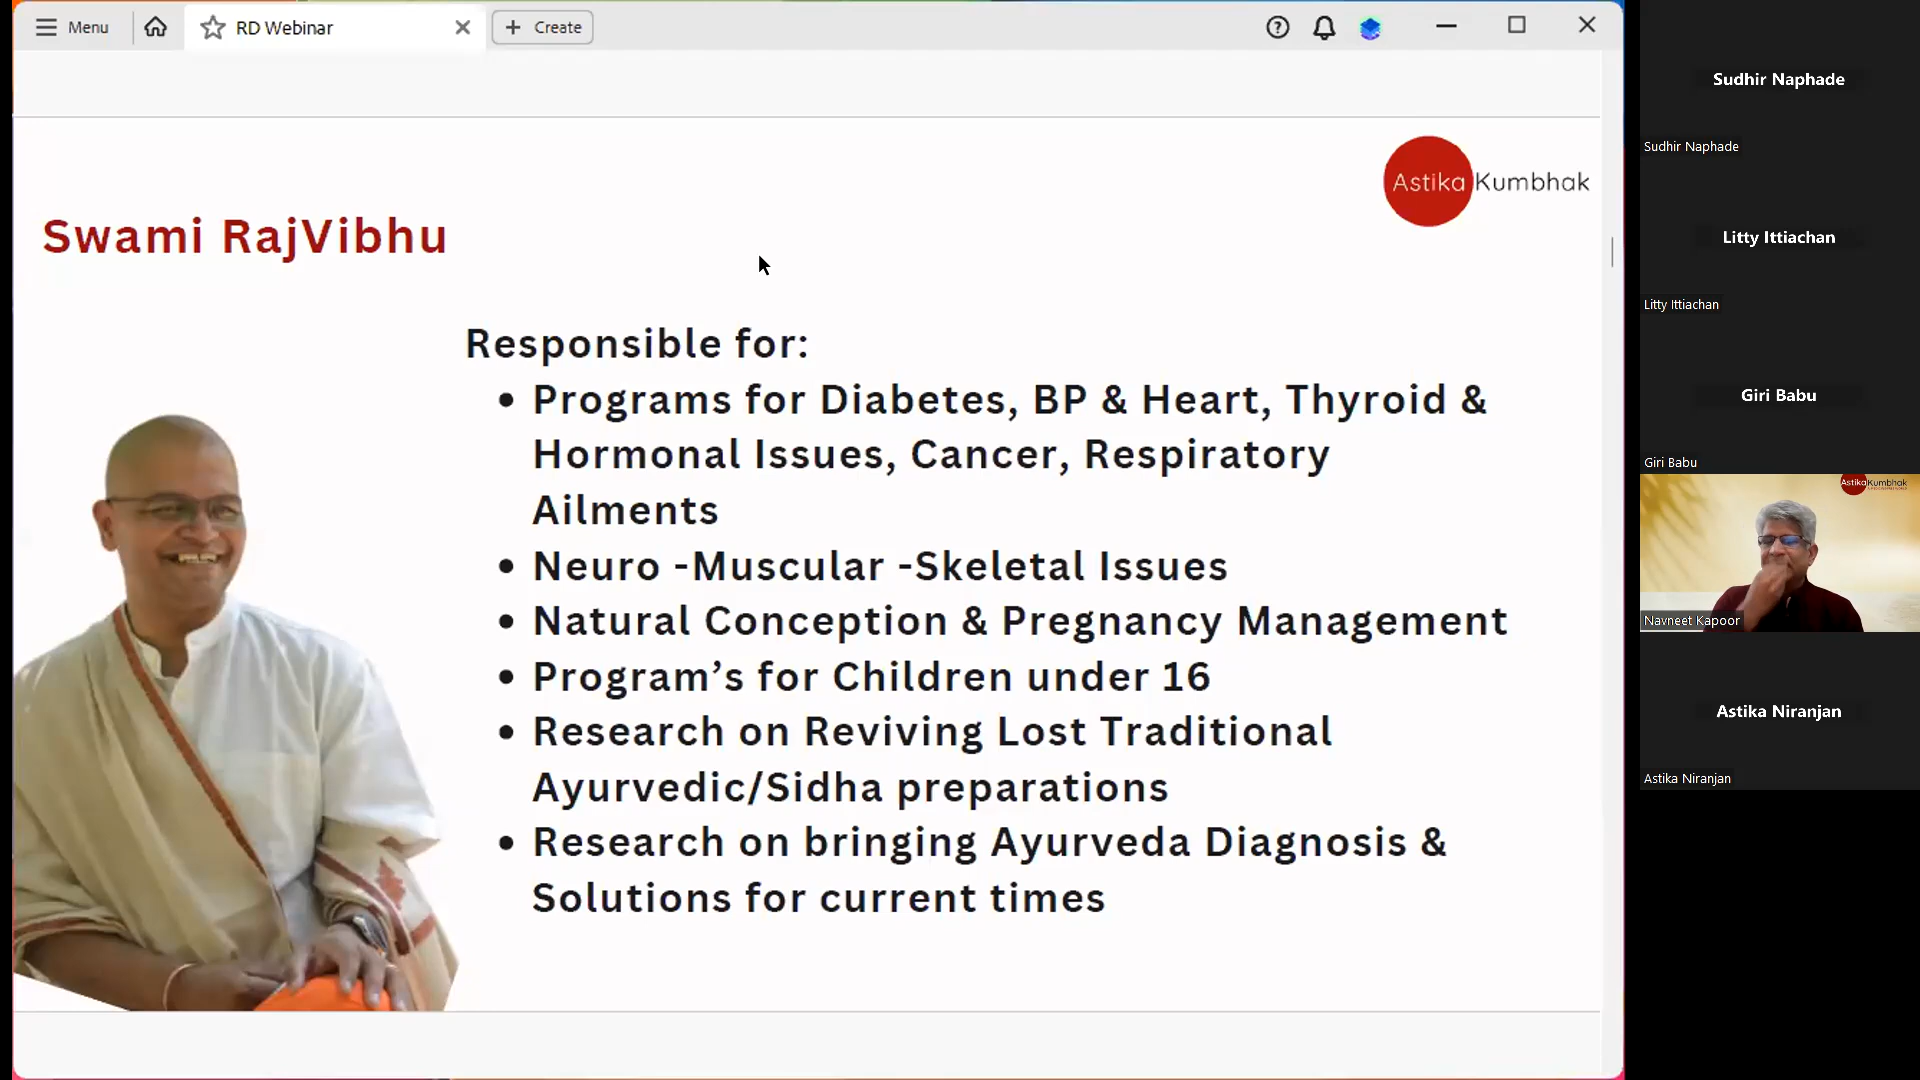 Menu
RD Webinar
Create
Astika Kumbhak
Swami RajVibhu
Responsible for:
• Programs for Diabetes, BP & Heart, Thyroid &
Hormonal Issues, Cancer, Respiratory
Ailments
• Neuro -Muscular -Skeletal Issues
• Natural Conception & Pregnancy Management
• Program’s for Children under 16
• Research on Reviving Lost Traditional
Ayurvedic/Sidha preparations
• Research on bringing Ayurveda Diagnosis &
Solutions for current times
Sudhir Naphade
Sudhir Naphade
Litty Ittiachan
Litty Ittiachan
Giri Babu
Giri Babu
Astika Kumbhak
Navneet Kapoor
Astika Niranjan
Astika Niranjan